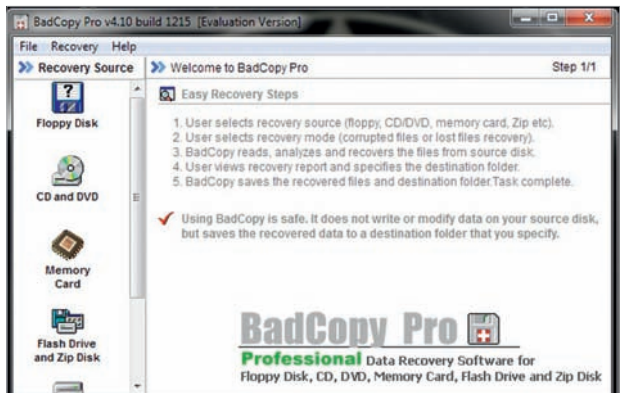 BadCopy Pro v4.10 build 1215 [Evaluation Version]
File Recovery Help
Recovery Source
Welcome to BadCopy Pro Step 1/1
Floppy Disk
CD and DVD
Memory
Card
Flash Drive
and Zip Disk
Easy Recovery Steps
1. User selects recovery source (floppy, CD/DVD, memory card, Zip etc).
2. User selects recovery mode (corrupted files or lost files recovery).
3. BadCopy reads, analyzes and recovers the files from source disk.
4. User views recovery report and specifies the destination folder.
5. BadCopy saves the recovered files and destination folder.Task complete.
Using BadCopy is safe. It does not write or modify data on your source disk,
but saves the recovered data to a destination folder that you specify.
BadCopy Pro
Professional Data Recovery Software for
Floppy Disk, CD, DVD, Memory Card, Flash Drive and Zip Disk